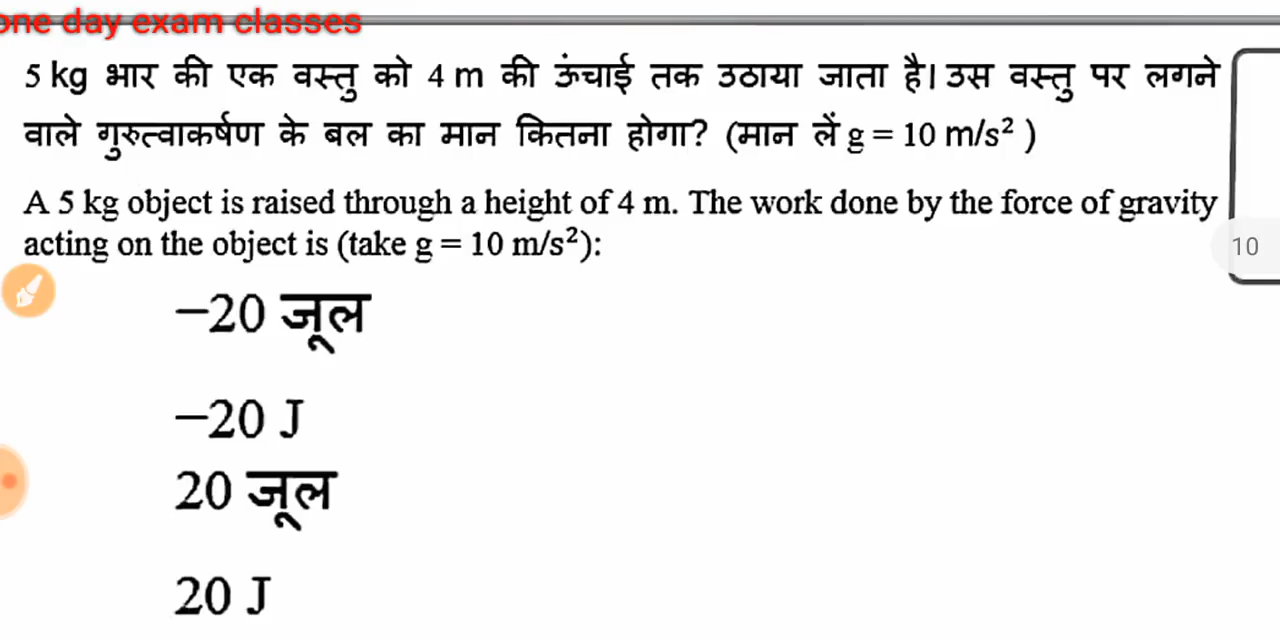 one day exam classes
5 kg भार की एक वस्तु को 4 m की ऊंचाई तक उठाया जाता है। उस वस्तु पर लगने
वाले गुरुत्वाकर्षण के बल का मान कितना होगा? (मान लें g = 10 m/s² )
A 5 kg object is raised through a height of 4 m. The work done by the force of gravity
acting on the object is (take g = 10 m/s²):
10
−20 जूल
−20 J
20 जूल
20 J